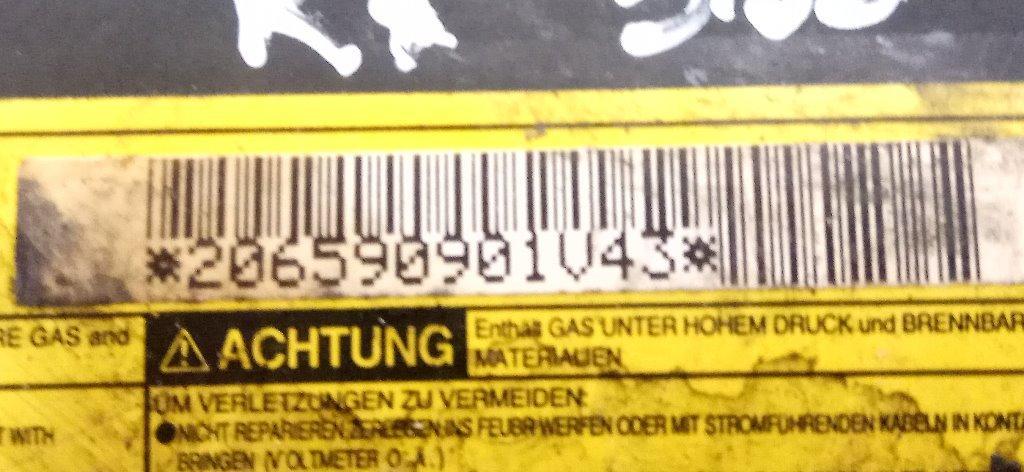 *206590901V43*
RE GAS and
⚠ ACHTUNG
Enthält GAS UNTER HOHEM DRUCK und BRENNBAR
MATERIALIEN
UM VERLETZUNGEN ZU VERMEIDEN:
T WITH
●NICHT REPARIEREN, ZERLEGEN, INS FEUER WERFEN ODER MIT STROMFÜHRENDEN KABELN IN KONTA
BRINGEN (VOLTMETER